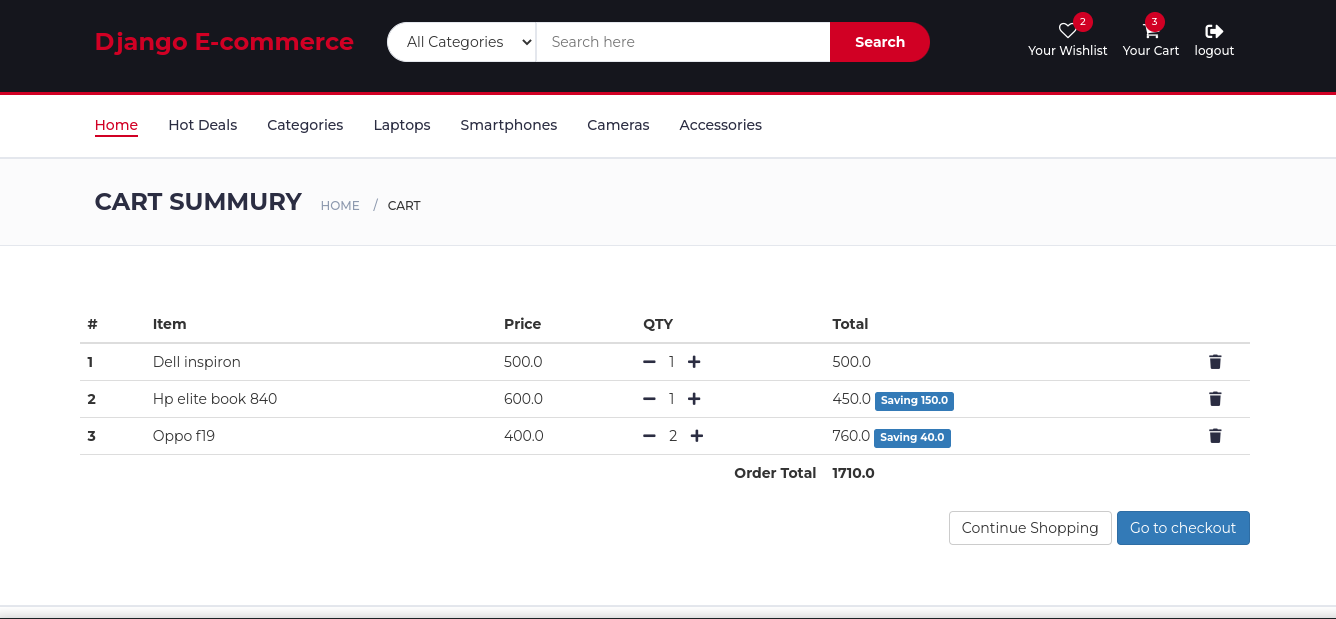 Django E-commerce
All Categories
Search here
Search
2
Your Wishlist
3
Your Cart
logout
Home Hot Deals Categories Laptops Smartphones Cameras Accessories
CART SUMMURY HOME / CART
# Item Price QTY Total
1 Dell inspiron 500.0 1 500.0
2 Hp elite book 840 600.0 1 450.0 Saving 150.0
3 Oppo f19 400.0 2 760.0 Saving 40.0
Order Total 1710.0
Continue Shopping Go to checkout